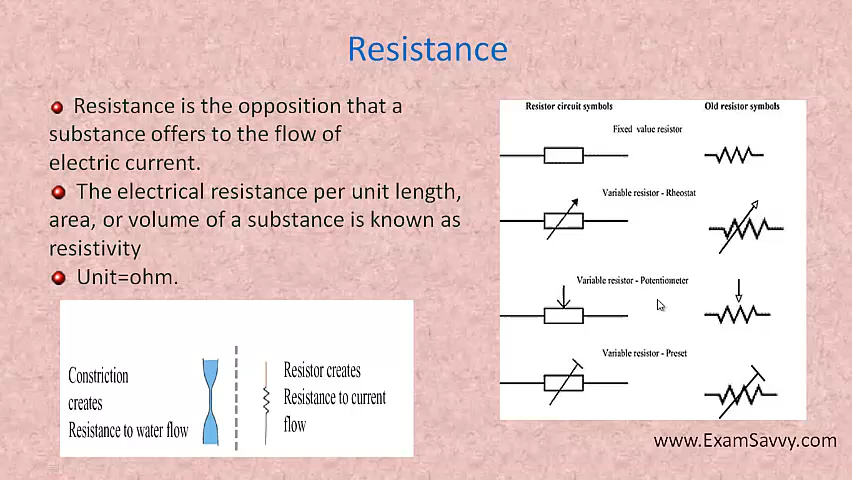 Resistance
Resistance is the opposition that a
substance offers to the flow of
electric current.
The electrical resistance per unit length,
area, or volume of a substance is known as
resistivity
Unit=ohm.
Constriction
creates
Resistance to water flow
Resistor creates
Resistance to current
flow
Resistor circuit symbols
Old resistor symbols
Fixed value resistor
Variable resistor - Rheostat
Variable resistor - Potentiometer
Variable resistor - Preset
www.ExamSavvy.com